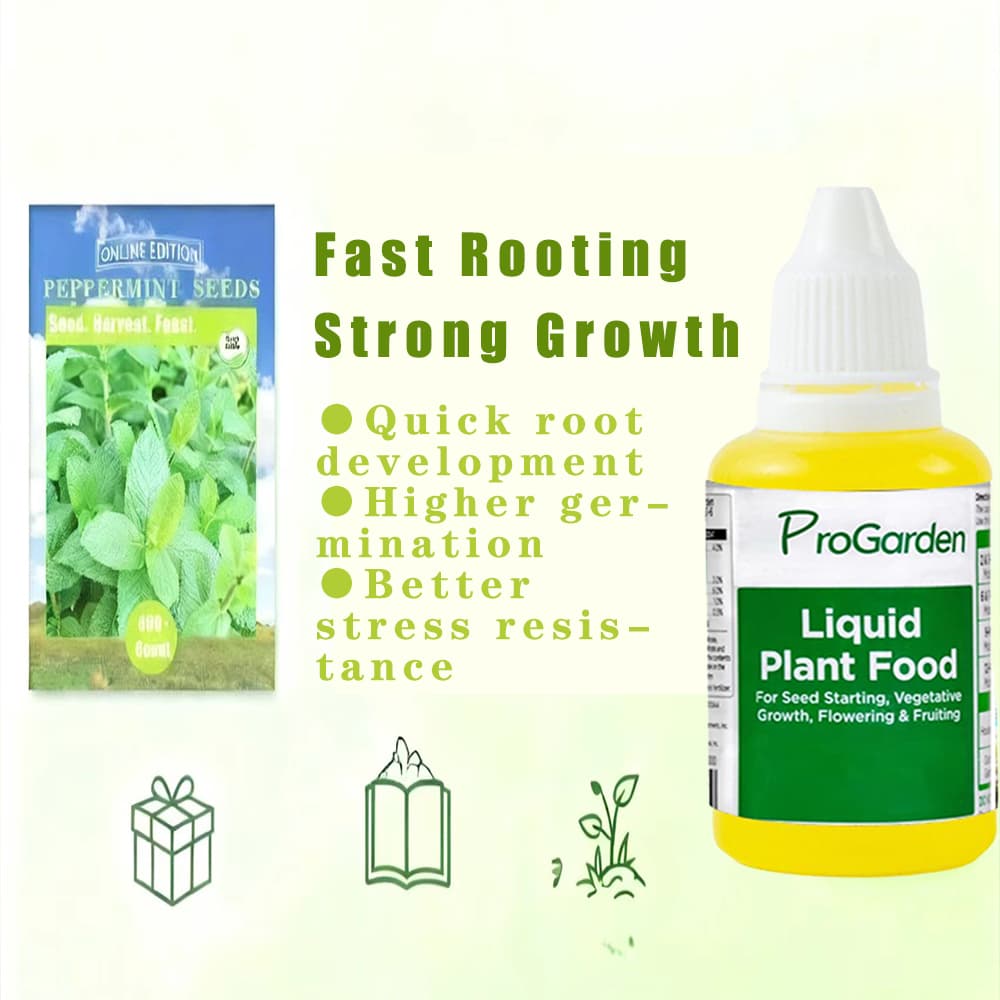 ONLINE EDITION
PEPPERMINT SEEDS
Seed. Harvest. Feast.
Fast Rooting
Strong Growth
●Quick root
development
●Higher ger-
mination
●Better
stress resis-
tance
ProGarden
Liquid
Plant Food
For Seed Starting, Vegetative
Growth, Flowering & Fruiting